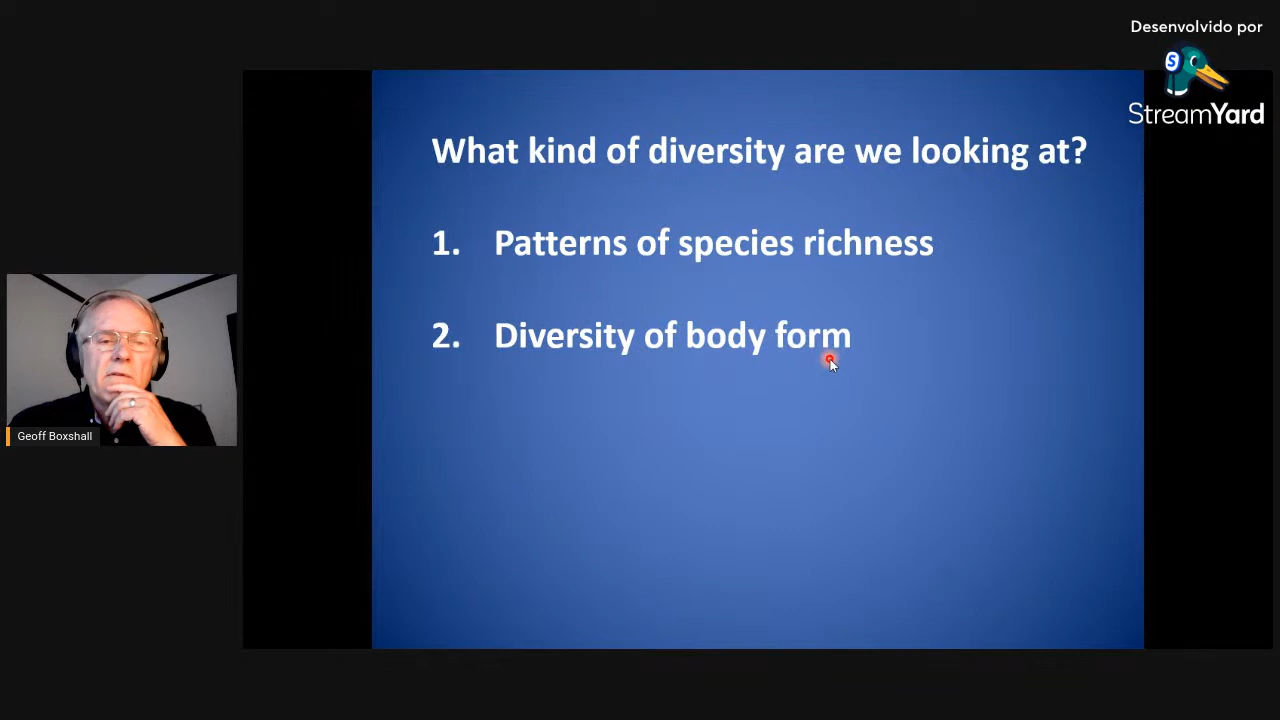 Desenvolvido por
S
StreamYard
What kind of diversity are we looking at?
1. Patterns of species richness
2. Diversity of body form
Geoff Boxshall